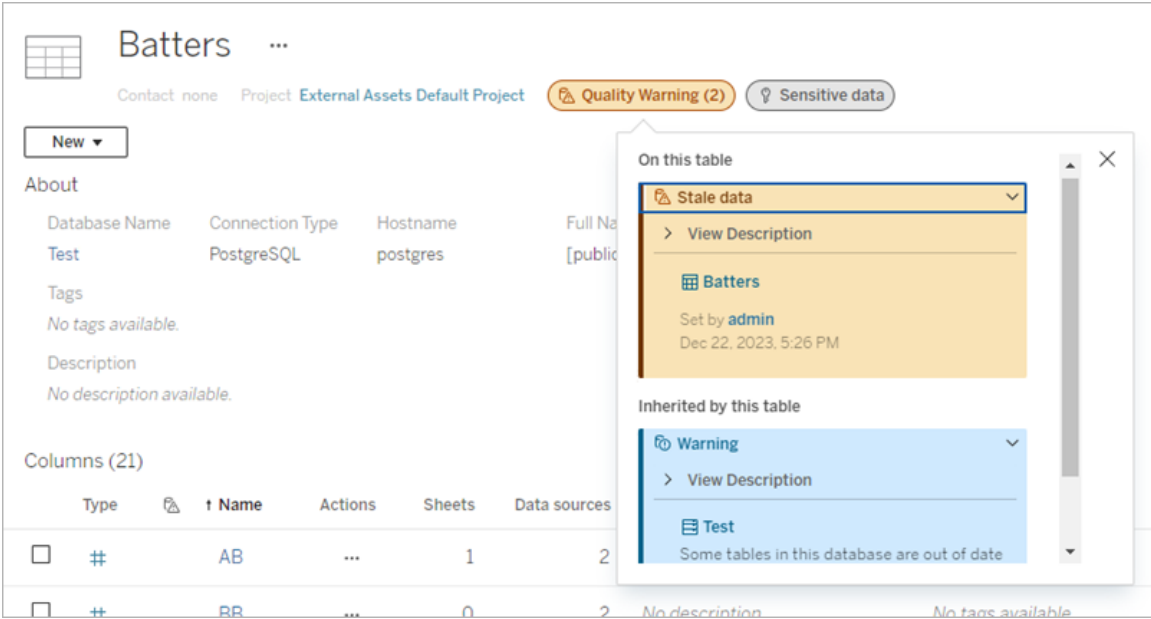 Batters ...
Contact none Project External Assets Default Project Quality Warning (2) Sensitive data
New
About
Database Name Connection Type Hostname Full Na
Test PostgreSQL postgres [public
Tags
No tags available.
Description
No description available.
Columns (21)
Type ↑ Name Actions Sheets Data sources
# AB ... 1 2
# BB ... 0 2 No description No tags available
On this table
Stale data
View Description
Batters
Set by admin
Dec 22, 2023, 5:26 PM
Inherited by this table
Warning
View Description
Test
Some tables in this database are out of date